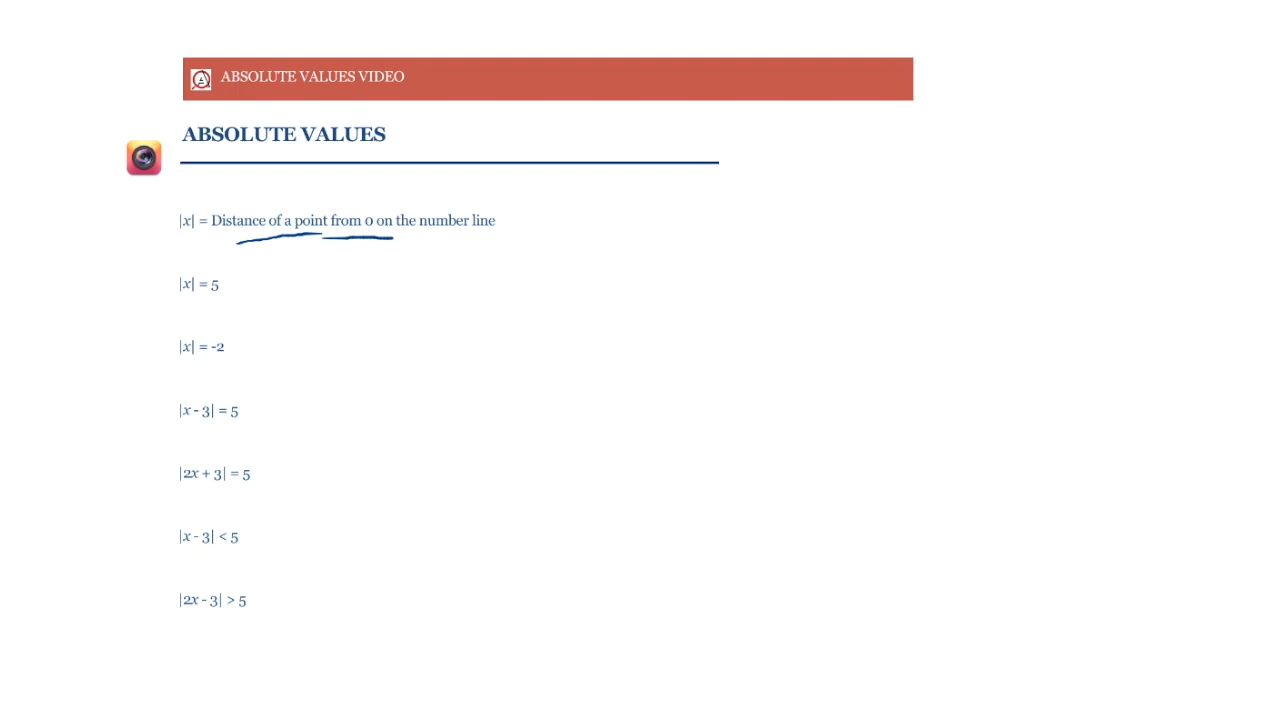 ABSOLUTE VALUES VIDEO
ABSOLUTE VALUES
|x| = Distance of a point from 0 on the number line
|x| = 5
|x| = -2
|x - 3| = 5
|2x + 3| = 5
|x - 3| < 5
|2x - 3| > 5